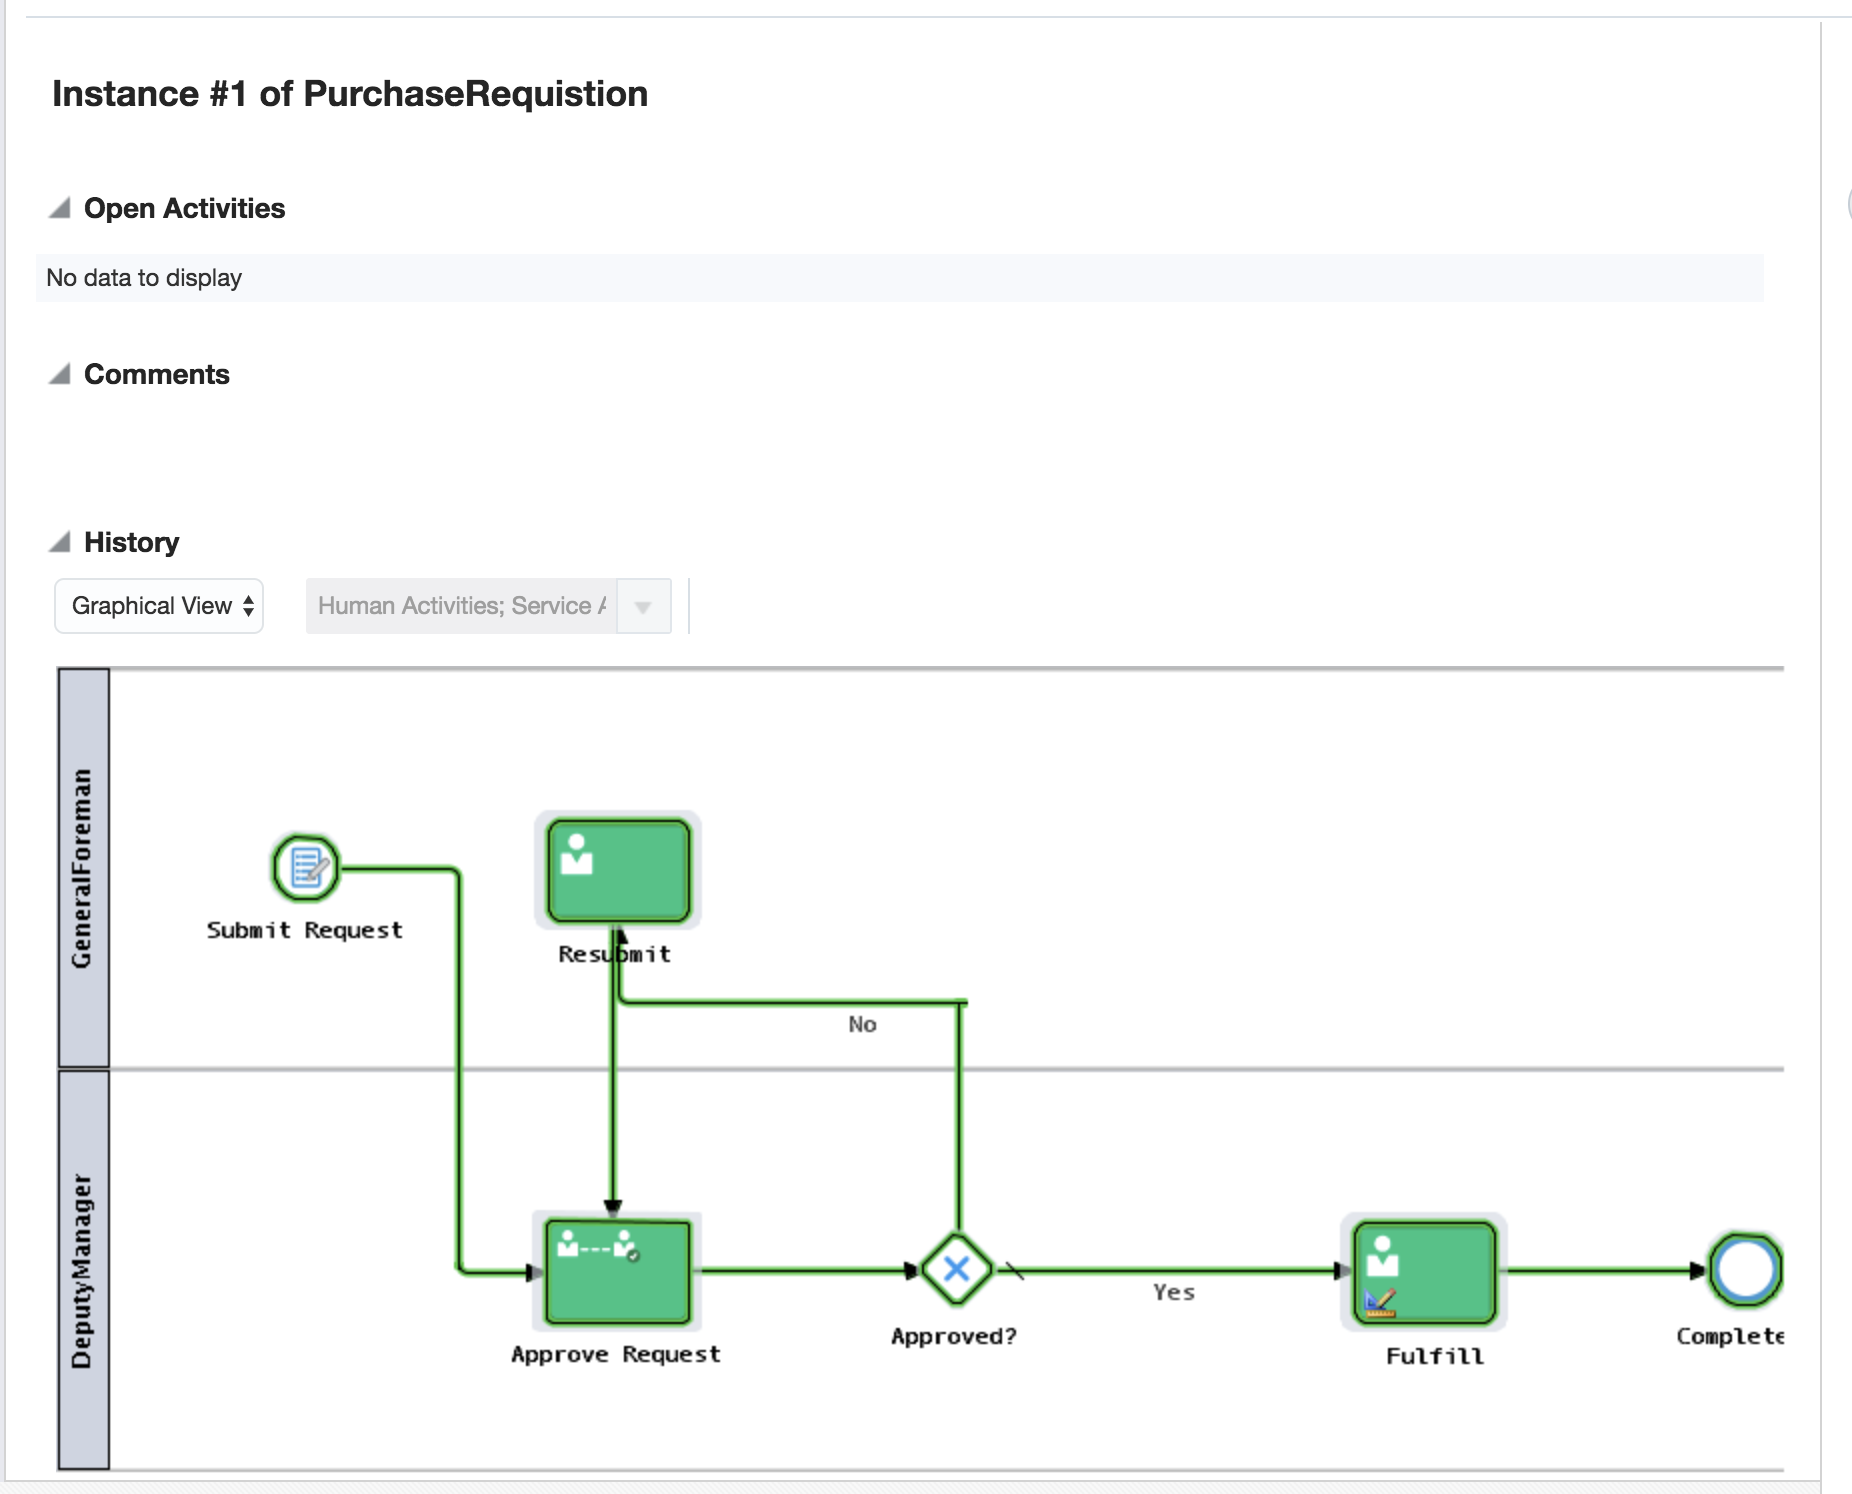 Instance #1 of PurchaseRequistion
Open Activities
No data to display
Comments
History
Graphical View
Human Activities; Service
GeneralForeman
Submit Request
Resubmit
No
DeputyManager
Approve Request
Approved?
Yes
Fulfill
Complete